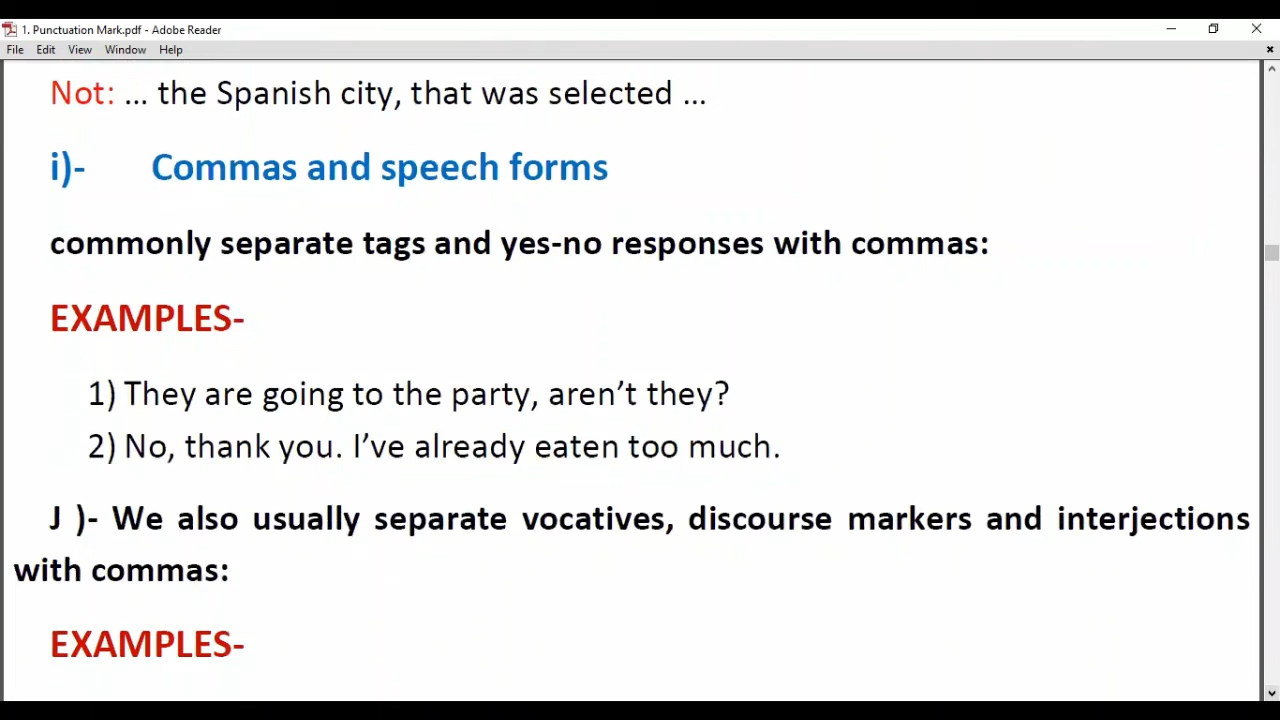 1. Punctuation Mark.pdf - Adobe Reader
File Edit View Window Help
Not: ... the Spanish city, that was selected ...
i)- Commas and speech forms
commonly separate tags and yes-no responses with commas:
EXAMPLES-
1) They are going to the party, aren’t they?
2) No, thank you. I’ve already eaten too much.
J )- We also usually separate vocatives, discourse markers and interjections
with commas:
EXAMPLES-